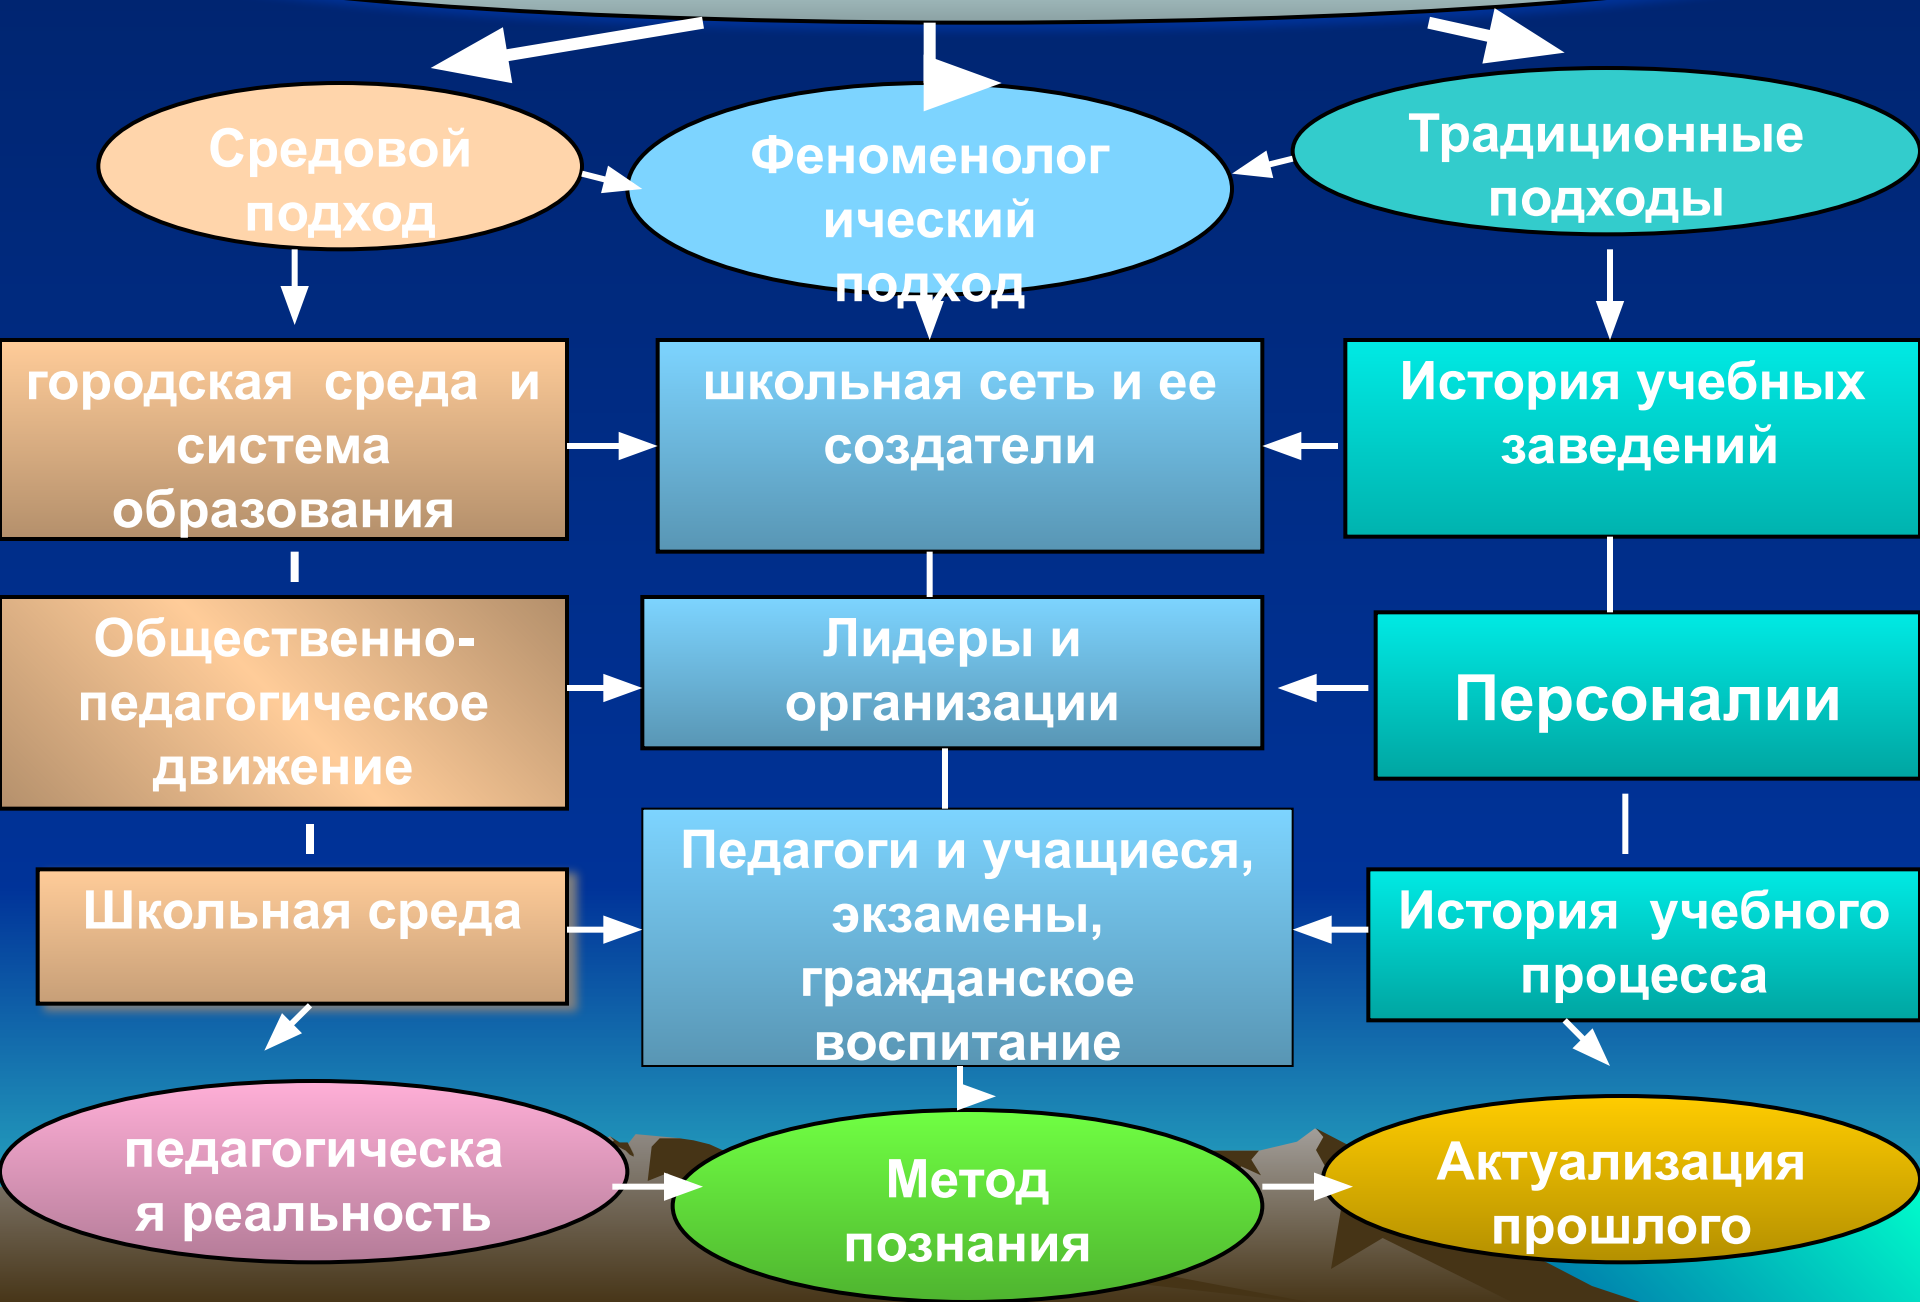 Средовой
подход
Феноменолог
ический
подход
Традиционные
подходы
городская среда и
система
образования
школьная сеть и ее
создатели
История учебных
заведений
Общественно-
педагогическое
движение
Лидеры и
организации
Персоналии
Школьная среда
Педагоги и учащиеся,
экзамены,
гражданское
воспитание
История учебного
процесса
педагогическа
я реальность
Метод
познания
Актуализация
прошлого